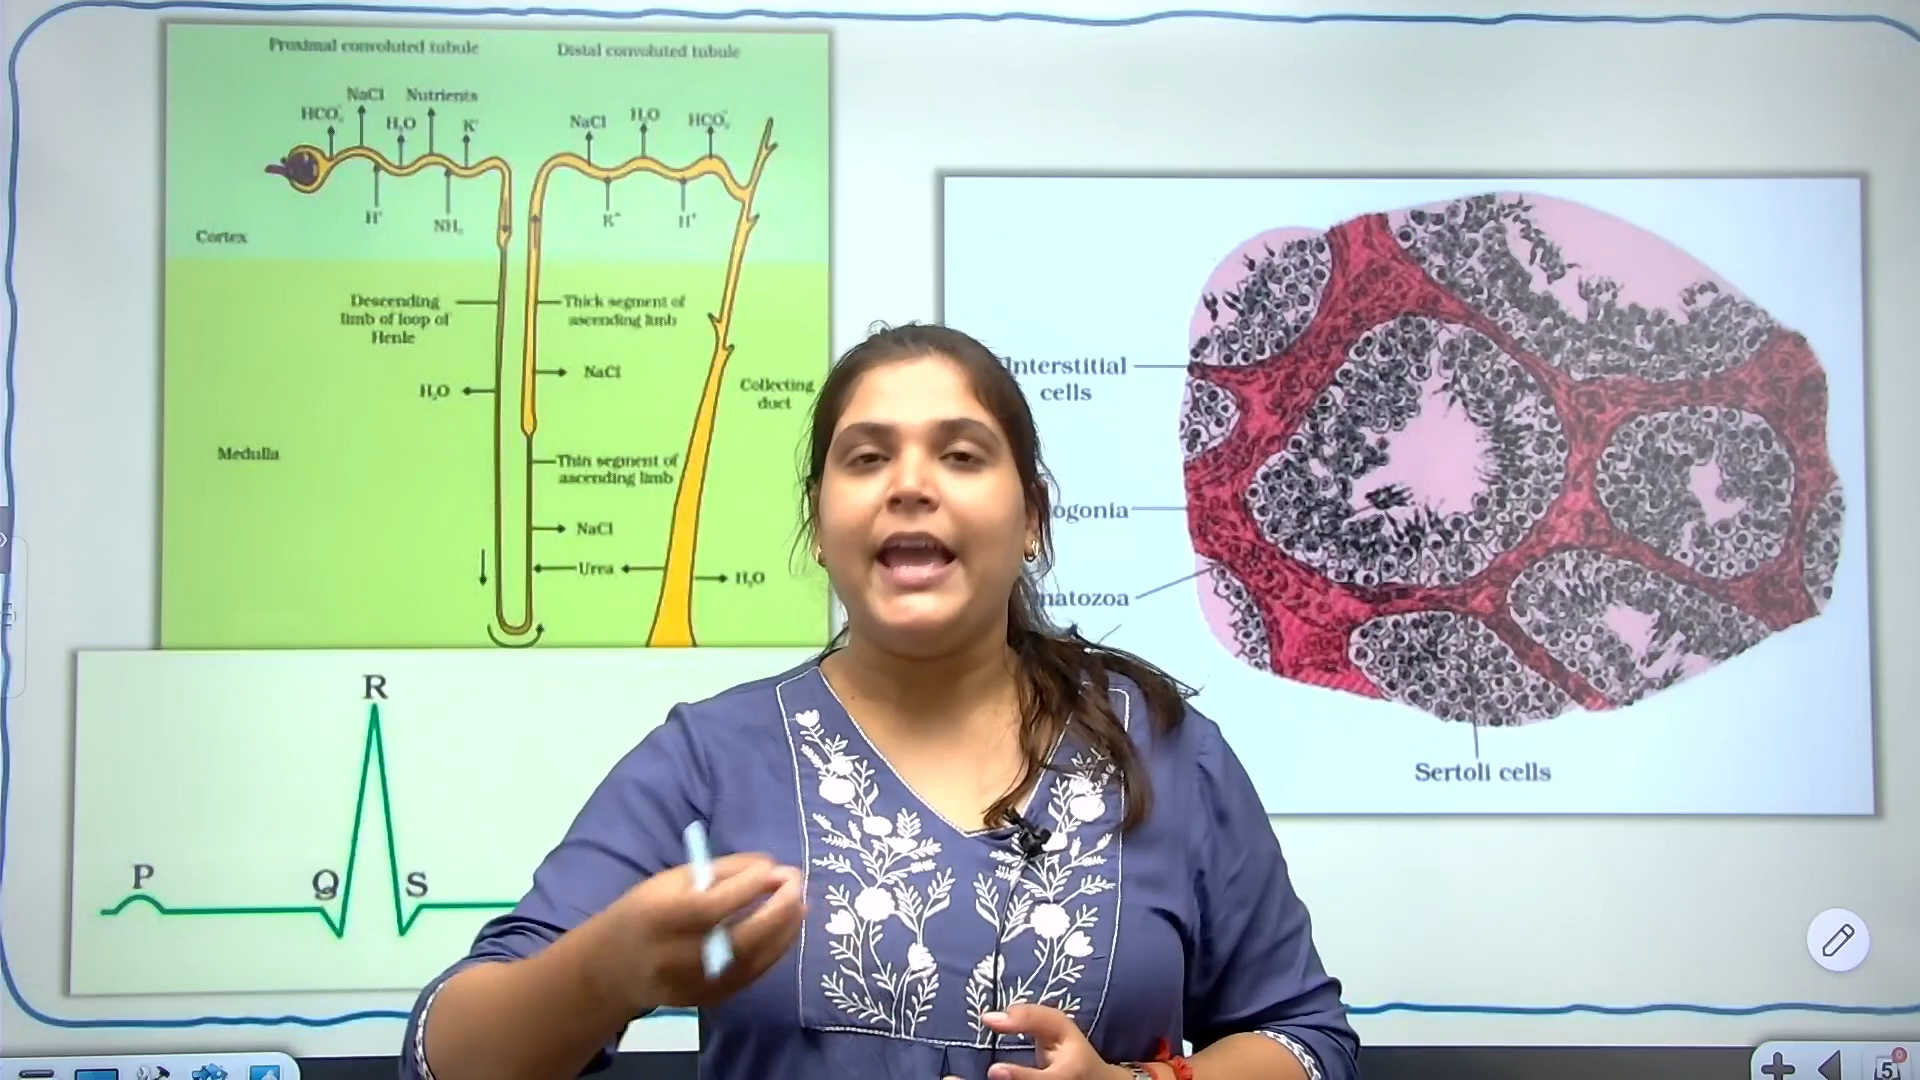 Proximal convoluted tubule
Distal convoluted tubule
NaCl
Nutrients
HCO₃⁻
H₂O
K⁺
NaCl
H₂O
HCO₃⁻
H⁺
NH₃
K⁺
H⁺
Cortex
Descending
limb of loop of
Henle
Thick segment of
ascending limb
H₂O
NaCl
Collecting
duct
Medulla
Thin segment of
ascending limb
NaCl
Urea
H₂O
R
P
Q
S
Interstitial
cells
ogonia
matozoa
Sertoli cells
5